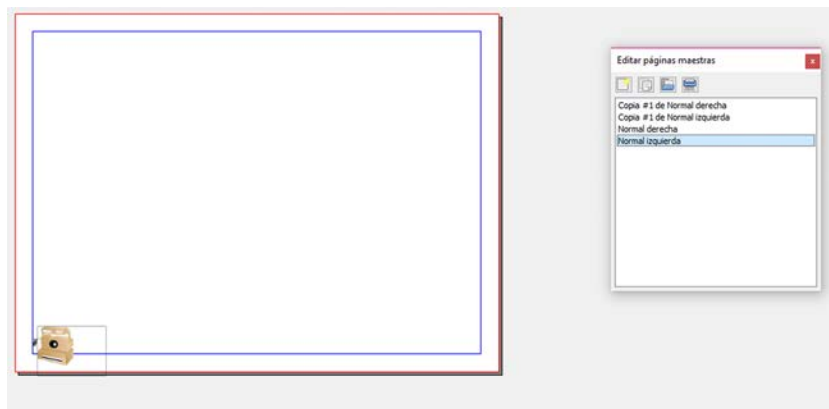 Editar páginas maestras
Copia #1 de Normal derecha
Copia #1 de Normal izquierda
Normal derecha
Normal izquierda